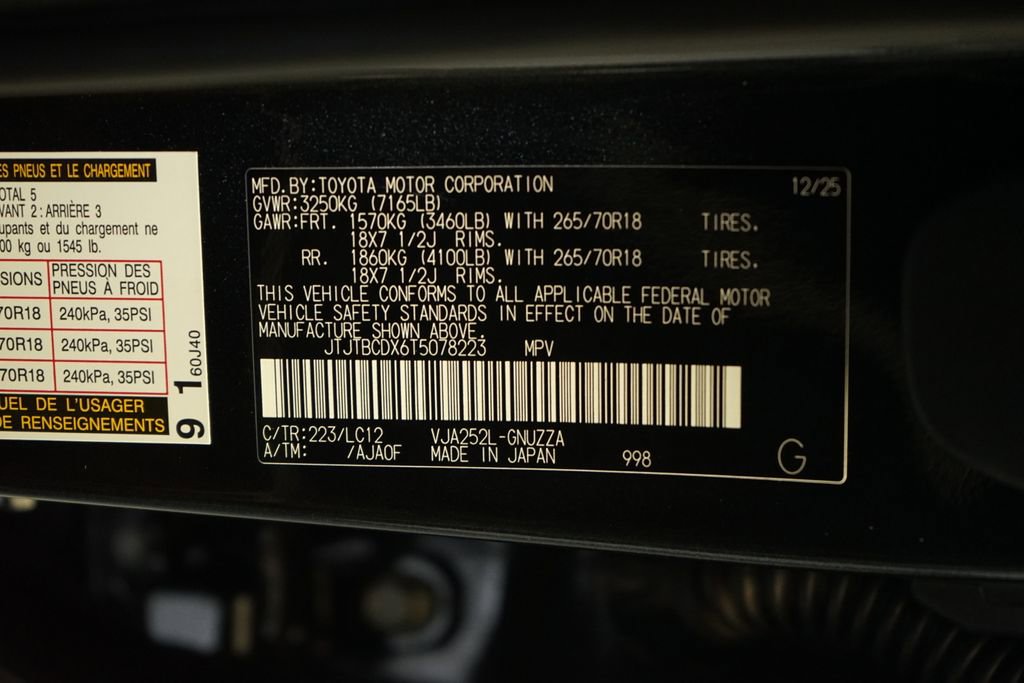 ES PNEUS ET LE CHARGEMENT
OTAL 5
VANT 2 : ARRIÈRE 3
upants et du chargement ne
00 kg ou 1545 lb.
SIONS PRESSION DES
PNEUS À FROID
70R18 240kPa, 35PSI
70R18 240kPa, 35PSI
70R18 240kPa, 35PSI
UEL DE L'USAGER
DE RENSEIGNEMENTS
91 60J40
MFD.BY:TOYOTA MOTOR CORPORATION 12/25
GVWR:3250KG (7165LB)
GAWR:FRT. 1570KG (3460LB) WITH 265/70R18 TIRES.
18X7 1/2J RIMS.
RR. 1860KG (4100LB) WITH 265/70R18 TIRES.
18X7 1/2J RIMS.
THIS VEHICLE CONFORMS TO ALL APPLICABLE FEDERAL MOTOR
VEHICLE SAFETY STANDARDS IN EFFECT ON THE DATE OF
MANUFACTURE SHOWN ABOVE.
JTJTBCDX6T5078223 MPV
C/TR:223/LC12 VJA252L-GNUZZA
A/TM: /AJA0F MADE IN JAPAN 998 G